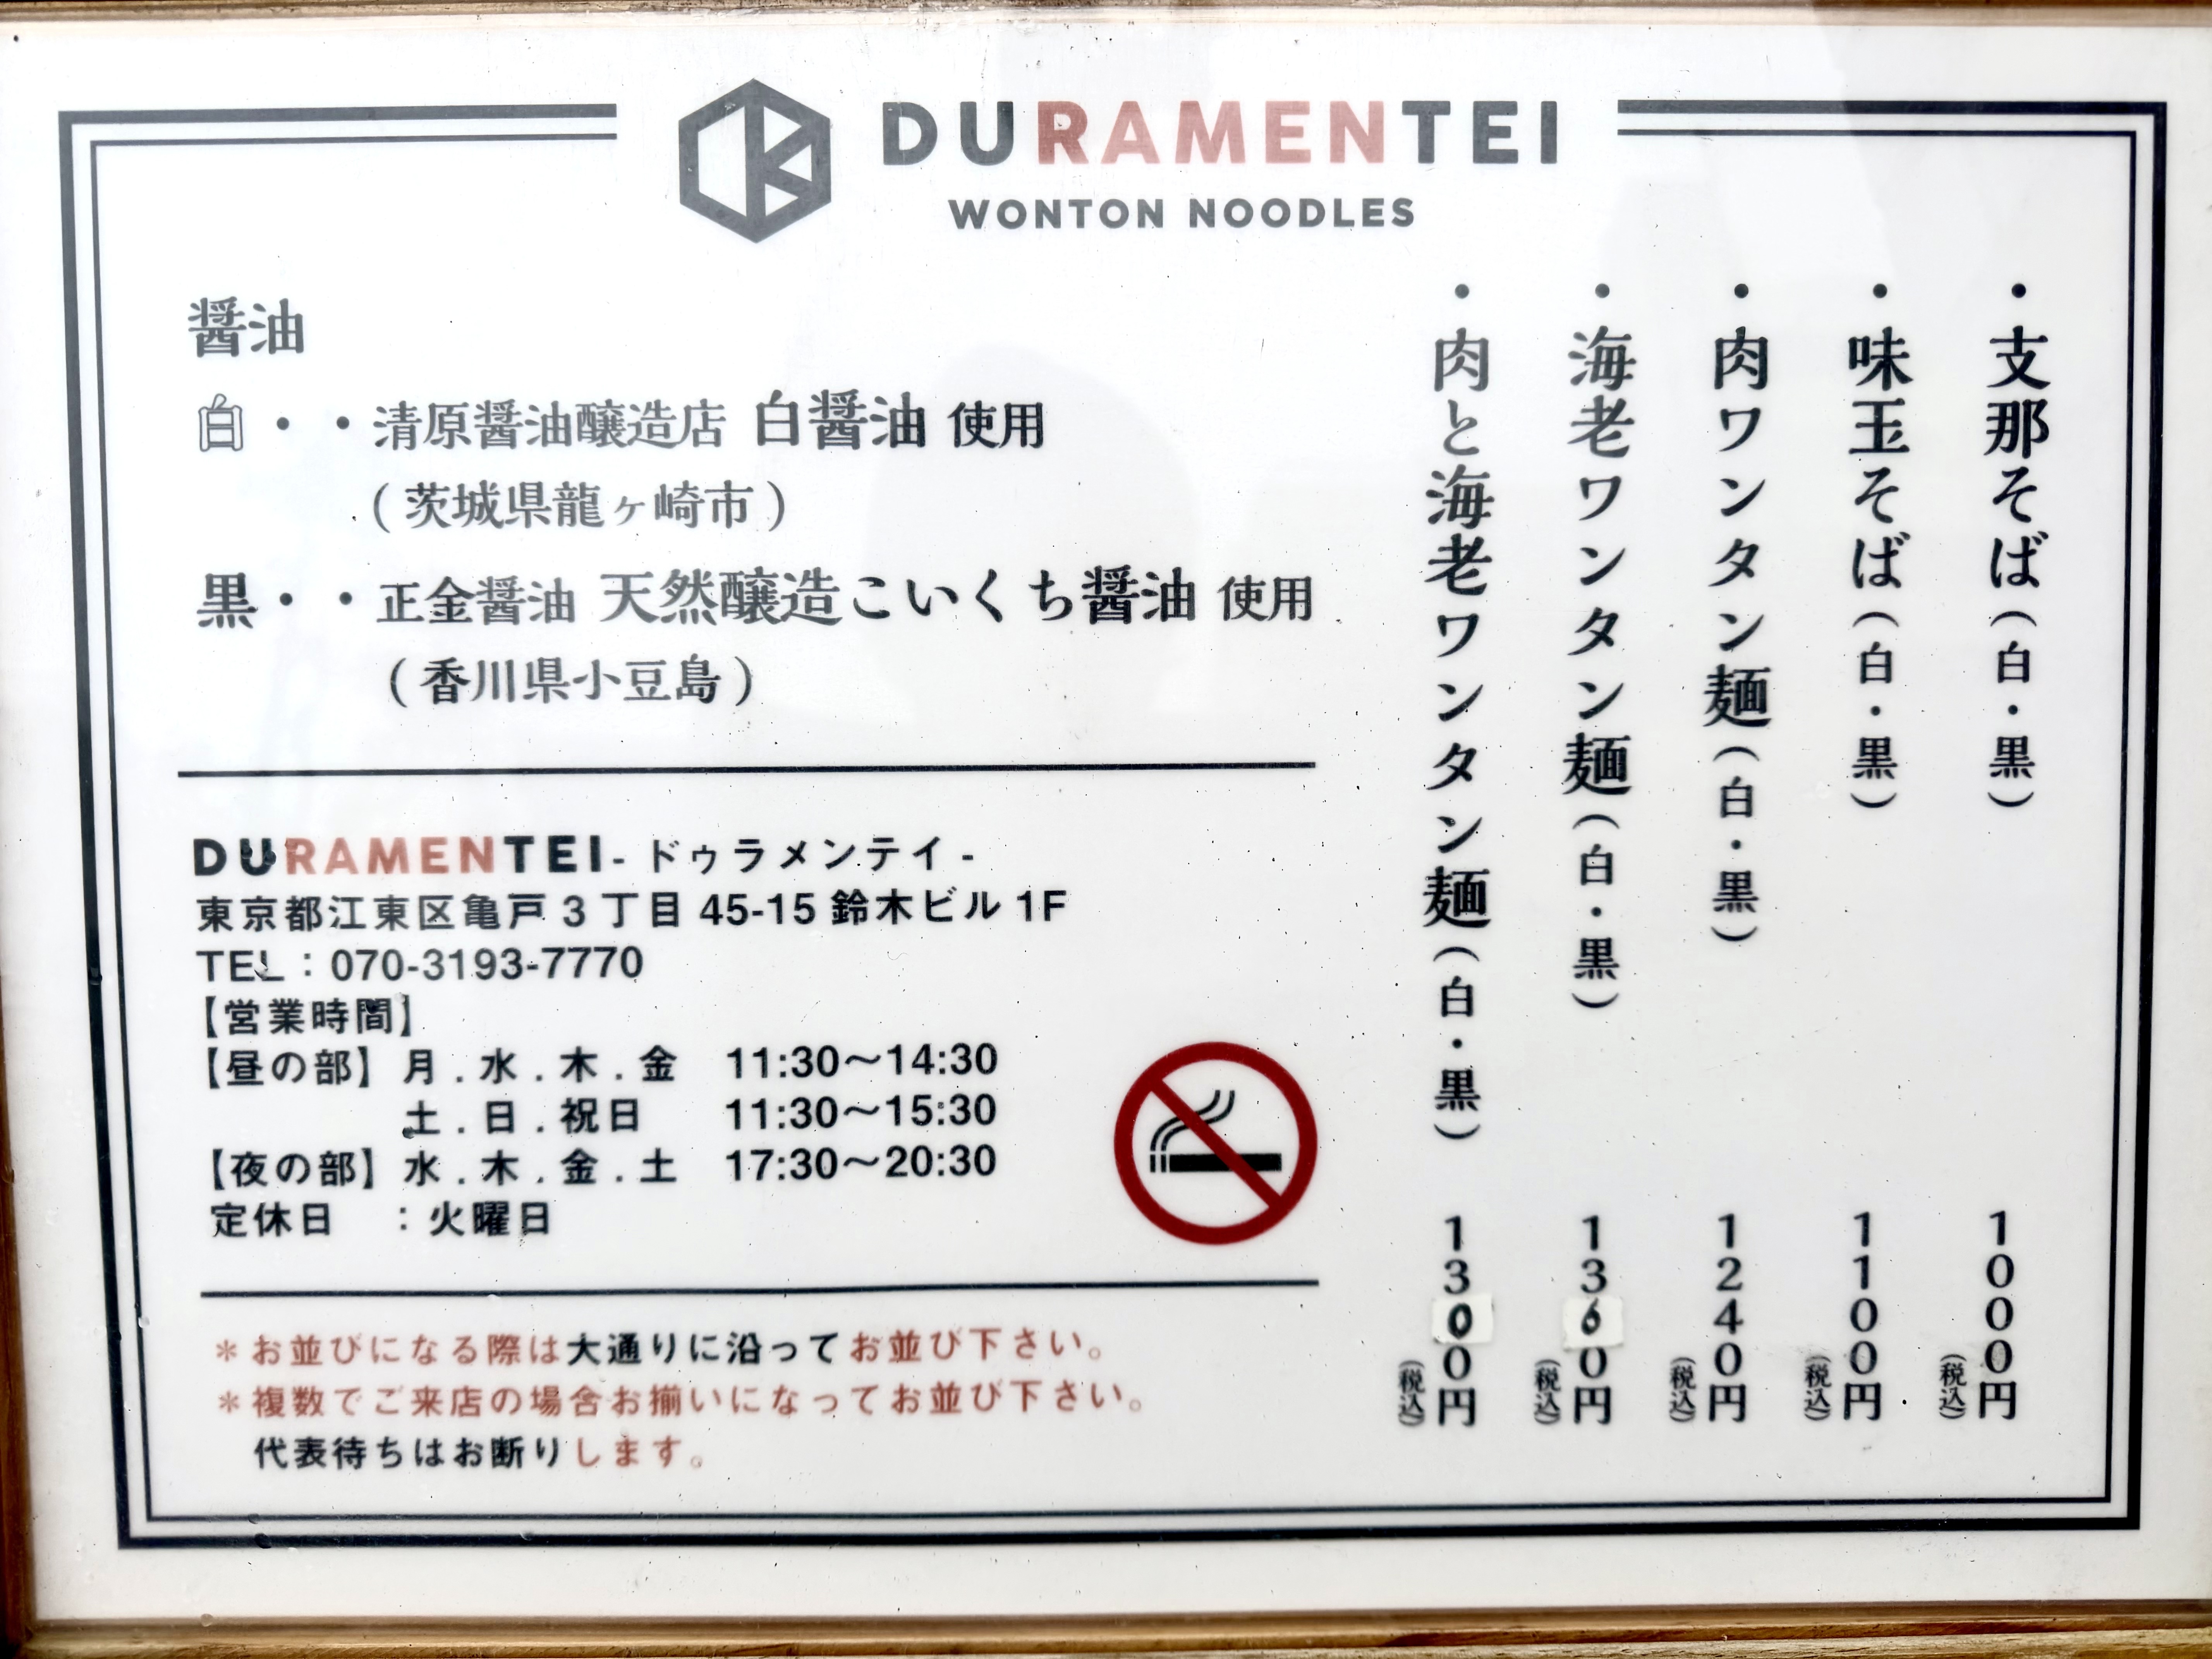 DURAMENTEI
WONTON NOODLES
・支那そば（白・黒） 1000円（税込）
・味玉そば（白・黒） 1100円（税込）
・肉ワンタン麺（白・黒） 1240円（税込）
・海老ワンタン麺（白・黒） 1360円（税込）
・肉と海老ワンタン麺（白・黒） 1300円（税込）
醤油
白・・清原醤油醸造店 白醤油 使用
(茨城県龍ヶ崎市)
黒・・正金醤油 天然醸造こいくち醤油 使用
(香川県小豆島)
DURAMENTEI- ドゥラメンテイ -
東京都江東区亀戸 3 丁目 45-15 鈴木ビル 1F
TEL：070-3193-7770
【営業時間】
【昼の部】月 . 水 . 木 . 金 11:30〜14:30
土 . 日 . 祝日 11:30〜15:30
【夜の部】水 . 木 . 金 . 土 17:30〜20:30
定休日 ：火曜日
＊お並びになる際は大通りに沿ってお並び下さい。
＊複数でご来店の場合お揃いになってお並び下さい。
代表待ちはお断りします。